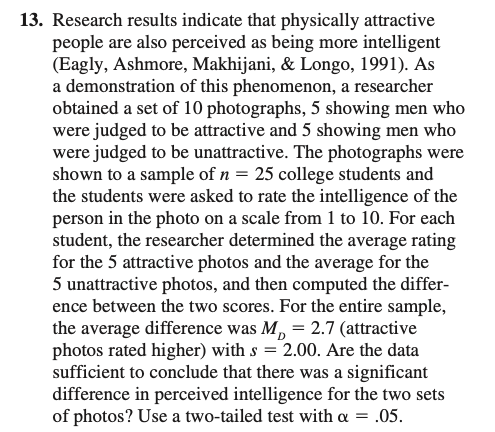 13. Research results indicate that physically attractive
people are also perceived as being more intelligent
(Eagly, Ashmore, Makhijani, & Longo, 1991). As
a demonstration of this phenomenon, a researcher
obtained a set of 10 photographs, 5 showing men who
were judged to be attractive and 5 showing men who
were judged to be unattractive. The photographs were
shown to a sample of n = 25 college students and
the students were asked to rate the intelligence of the
person in the photo on a scale from 1 to 10. For each
student, the researcher determined the average rating
for the 5 attractive photos and the average for the
5 unattractive photos, and then computed the differ-
ence between the two scores. For the entire sample,
the average difference was M_D = 2.7 (attractive
photos rated higher) with s = 2.00. Are the data
sufficient to conclude that there was a significant
difference in perceived intelligence for the two sets
of photos? Use a two-tailed test with α = .05.